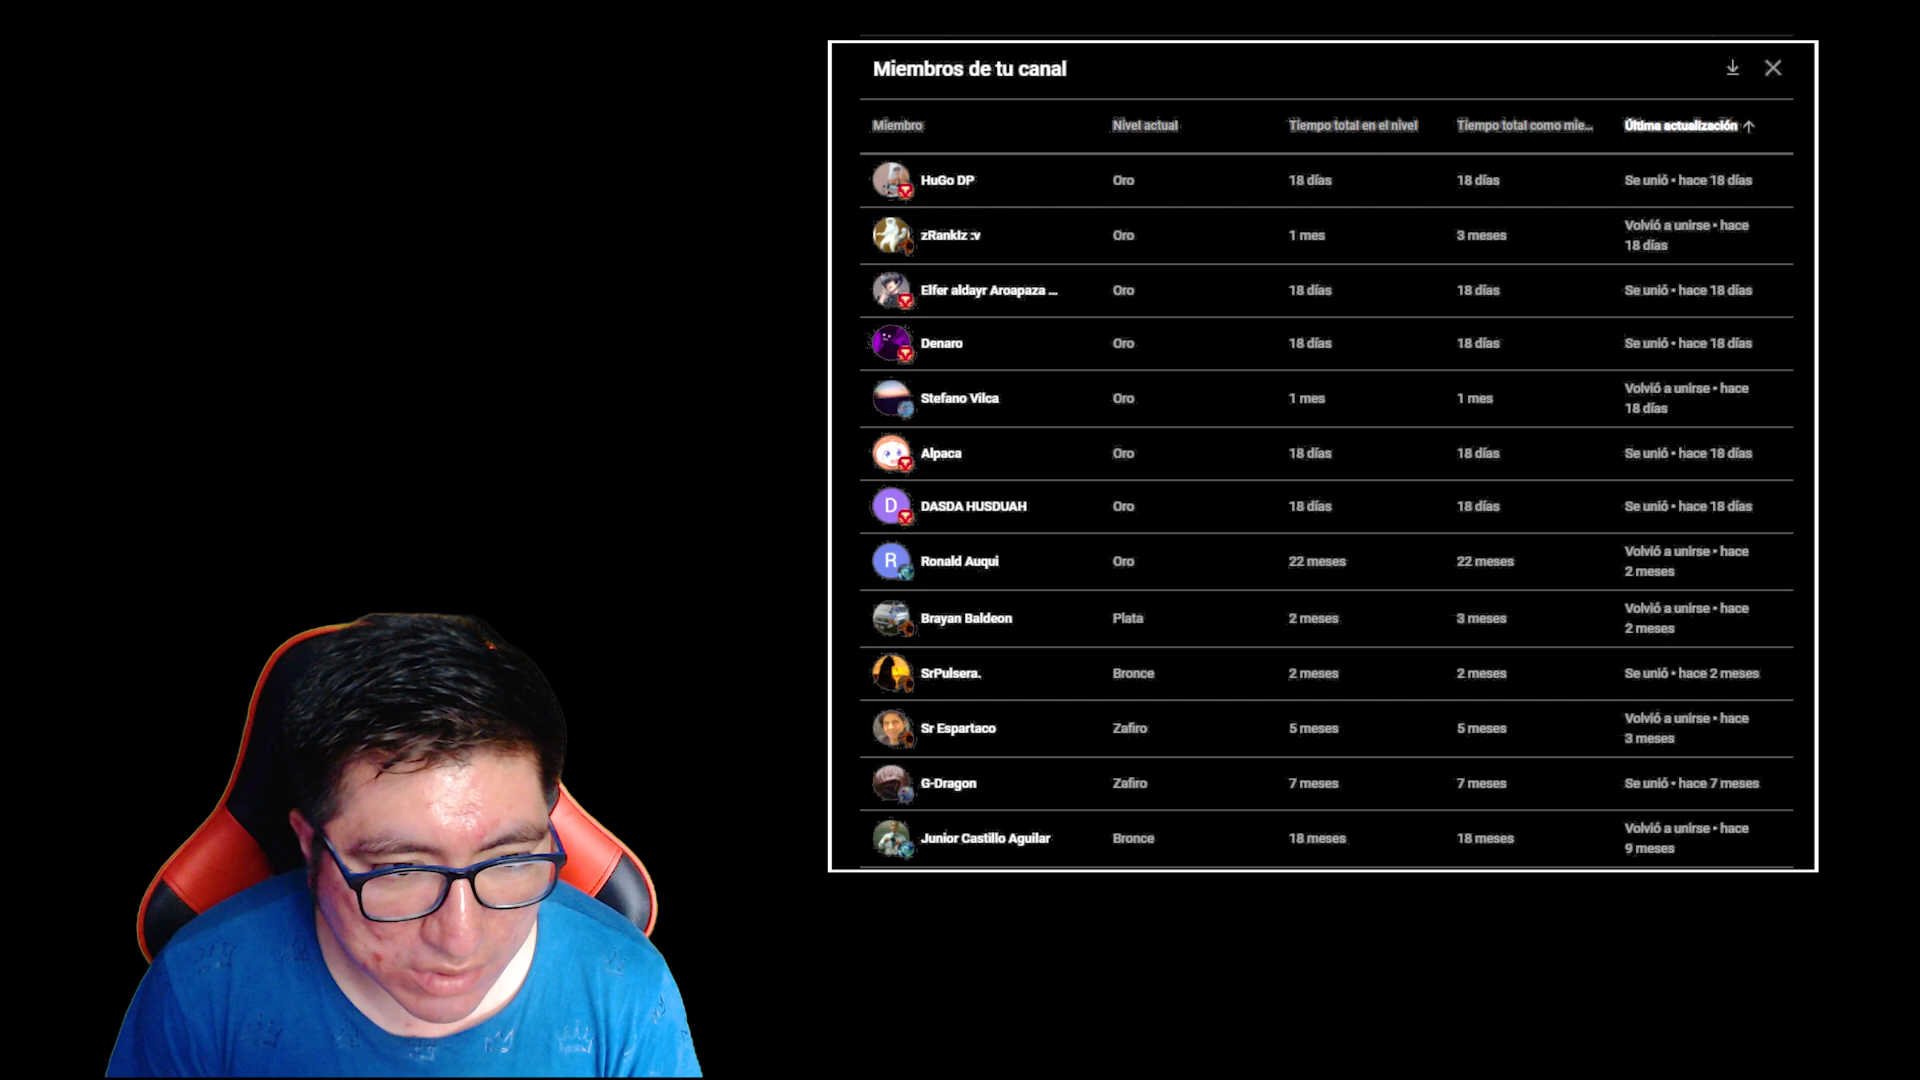 Miembros de tu canal
Miembro Nivel actual Tiempo total en el nivel Tiempo total como mie... Última actualización
HuGo DP Oro 18 días 18 días Se unió • hace 18 días
zRankIz :v Oro 1 mes 3 meses Volvió a unirse • hace
18 días
Elfer aldayr Aroapaza ... Oro 18 días 18 días Se unió • hace 18 días
Denaro Oro 18 días 18 días Se unió • hace 18 días
Stefano Vilca Oro 1 mes 1 mes Volvió a unirse • hace
18 días
Alpaca Oro 18 días 18 días Se unió • hace 18 días
D DASDA HUSDUAH Oro 18 días 18 días Se unió • hace 18 días
R Ronald Auqui Oro 22 meses 22 meses Volvió a unirse • hace
2 meses
Brayan Baldeon Plata 2 meses 3 meses Volvió a unirse • hace
2 meses
SrPulsera. Bronce 2 meses 2 meses Se unió • hace 2 meses
Sr Espartaco Zafiro 5 meses 5 meses Volvió a unirse • hace
3 meses
G-Dragon Zafiro 7 meses 7 meses Se unió • hace 7 meses
Junior Castillo Aguilar Bronce 18 meses 18 meses Volvió a unirse • hace
9 meses